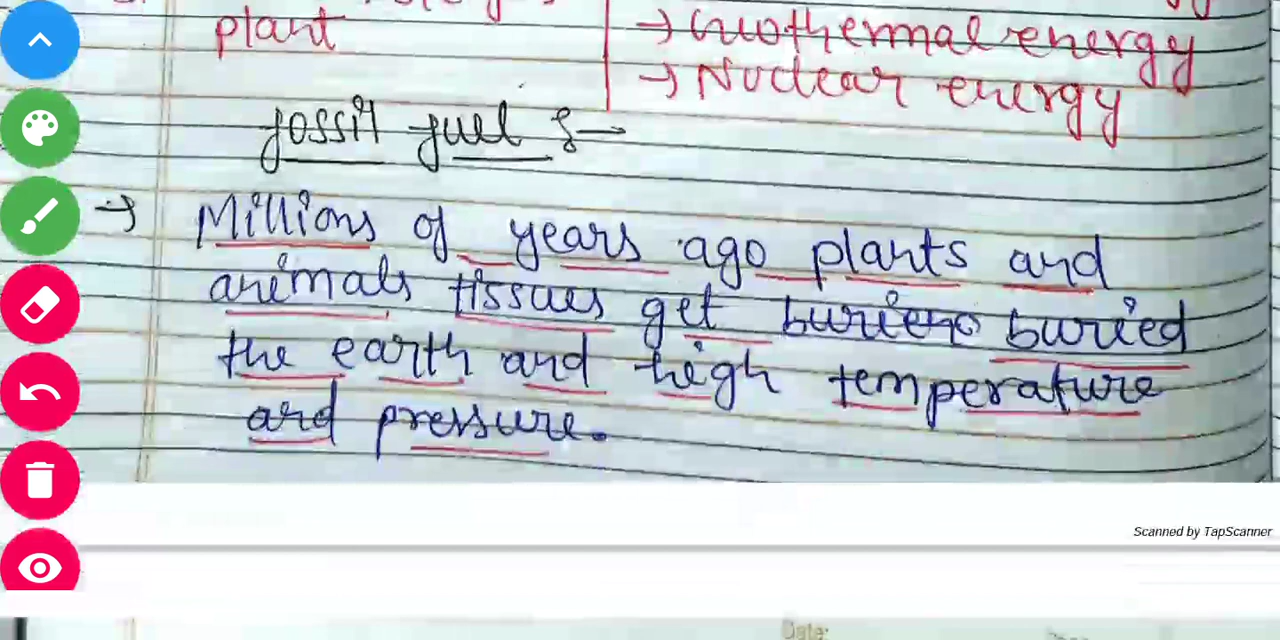 plant
→ Geothermal energy
→ Nuclear energy
fossil fuel :-
→ Millions of years ago plants and
animals tissues get buried
the earth and high temperature
and pressure.
Scanned by TapScanner
Date: